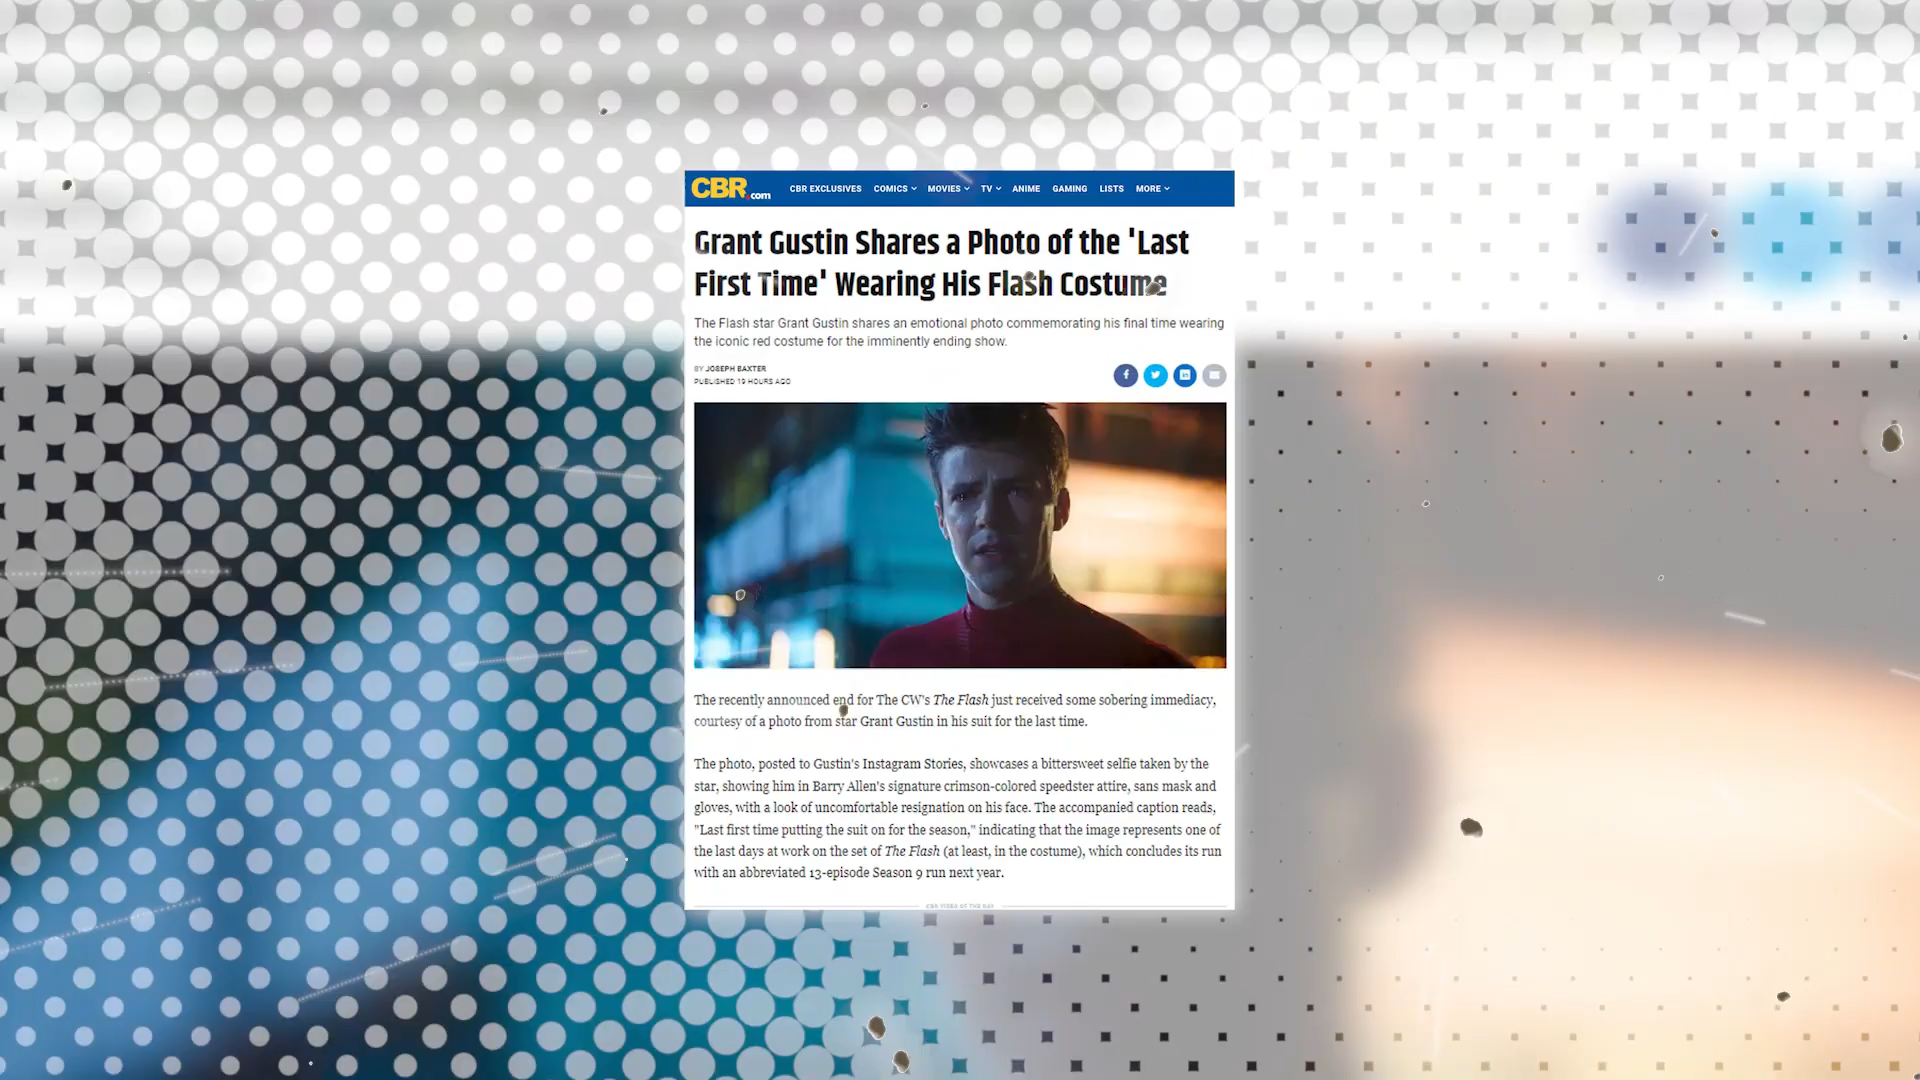 CBR.com CBR EXCLUSIVES COMICS MOVIES TV ANIME GAMING LISTS MORE
Grant Gustin Shares a Photo of the 'Last
First Time' Wearing His Flash Costume
The Flash star Grant Gustin shares an emotional photo commemorating his final time wearing
the iconic red costume for the imminently ending show.
BY JOSEPH BAXTER
PUBLISHED 19 HOURS AGO
The recently announced end for The CW's The Flash just received some sobering immediacy,
courtesy of a photo from star Grant Gustin in his suit for the last time.
The photo, posted to Gustin's Instagram Stories, showcases a bittersweet selfie taken by the
star, showing him in Barry Allen's signature crimson-colored speedster attire, sans mask and
gloves, with a look of uncomfortable resignation on his face. The accompanied caption reads,
"Last first time putting the suit on for the season," indicating that the image represents one of
the last days at work on the set of The Flash (at least, in the costume), which concludes its run
with an abbreviated 13-episode Season 9 run next year.
CBR VIDEO OF THE DAY